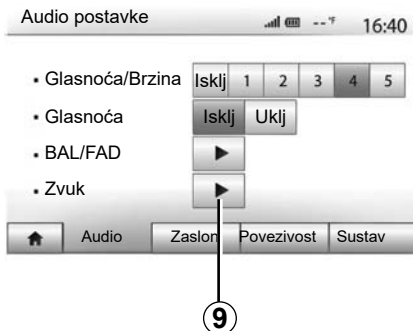 Audio postavke --°F 16:40
• Glasnoća/Brzina Isklj 1 2 3 4 5
• Glasnoća Isklj Uklj
• BAL/FAD
• Zvuk
Audio Zaslon Povezivost Sustav
9